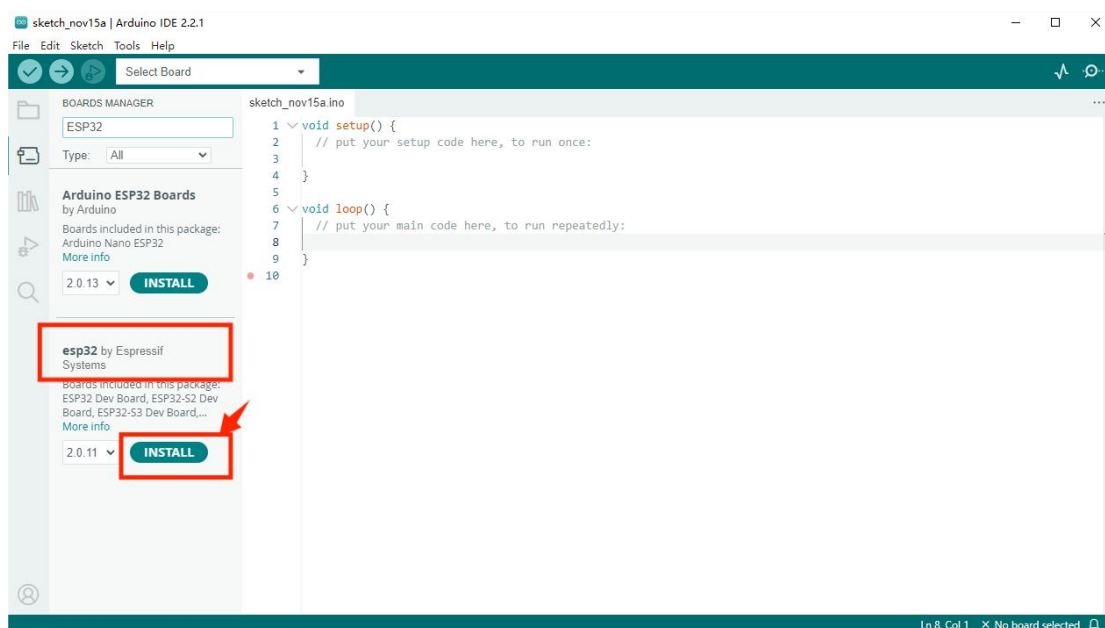 sketch_nov15a | Arduino IDE 2.2.1
File Edit Sketch Tools Help
Select Board
BOARDS MANAGER
ESP32
Type: All
Arduino ESP32 Boards
by Arduino
Boards included in this package:
Arduino Nano ESP32
More info
2.0.13 INSTALL
esp32 by Espressif
Systems
Boards included in this package:
ESP32 Dev Board, ESP32-S2 Dev
Board, ESP32-S3 Dev Board,...
More info
2.0.11 INSTALL
sketch_nov15a.ino
1 void setup() {
2 // put your setup code here, to run once:
3
4 }
5
6 void loop() {
7 // put your main code here, to run repeatedly:
8
9 }
10
Ln 8, Col 1 × No board selected